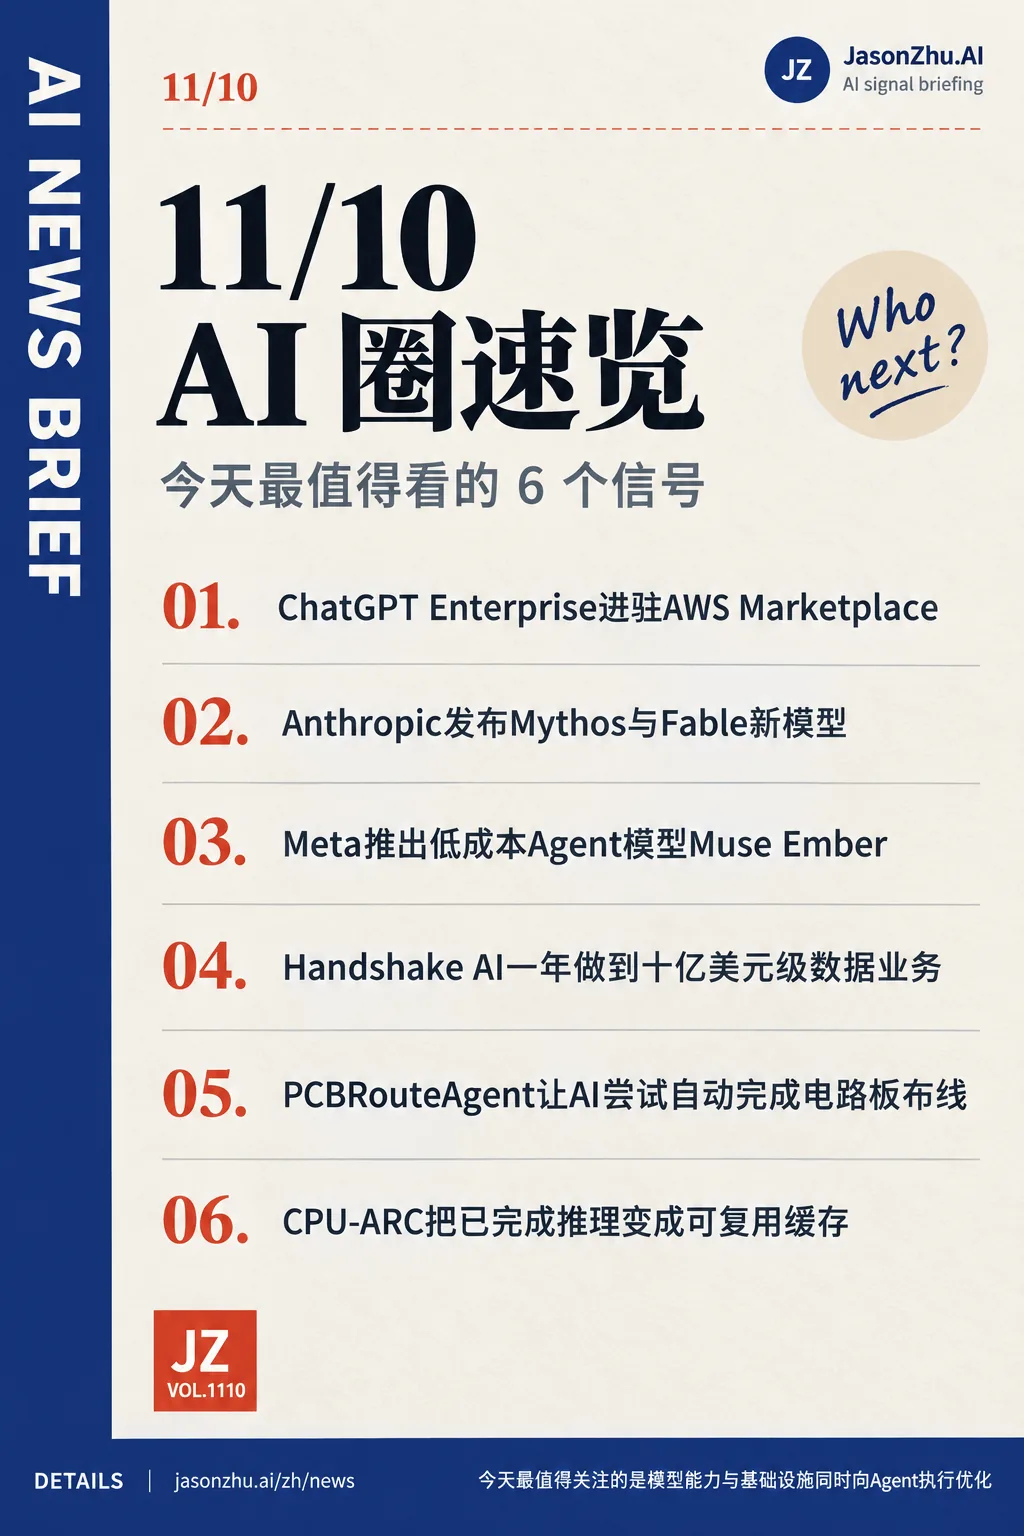 AI NEWS BRIEF
11/10
JZ
JasonZhu.AI
AI signal briefing
11/10
AI 圈速览
Who
next?
今天最值得看的 6 个信号
01. ChatGPT Enterprise进驻AWS Marketplace
02. Anthropic发布Mythos与Fable新模型
03. Meta推出低成本Agent模型Muse Ember
04. Handshake AI一年做到十亿美元级数据业务
05. PCBRouteAgent让AI尝试自动完成电路板布线
06. CPU-ARC把已完成推理变成可复用缓存
JZ
VOL.1110
DETAILS | jasonzhu.ai/zh/news
今天最值得关注的是模型能力与基础设施同时向Agent执行优化